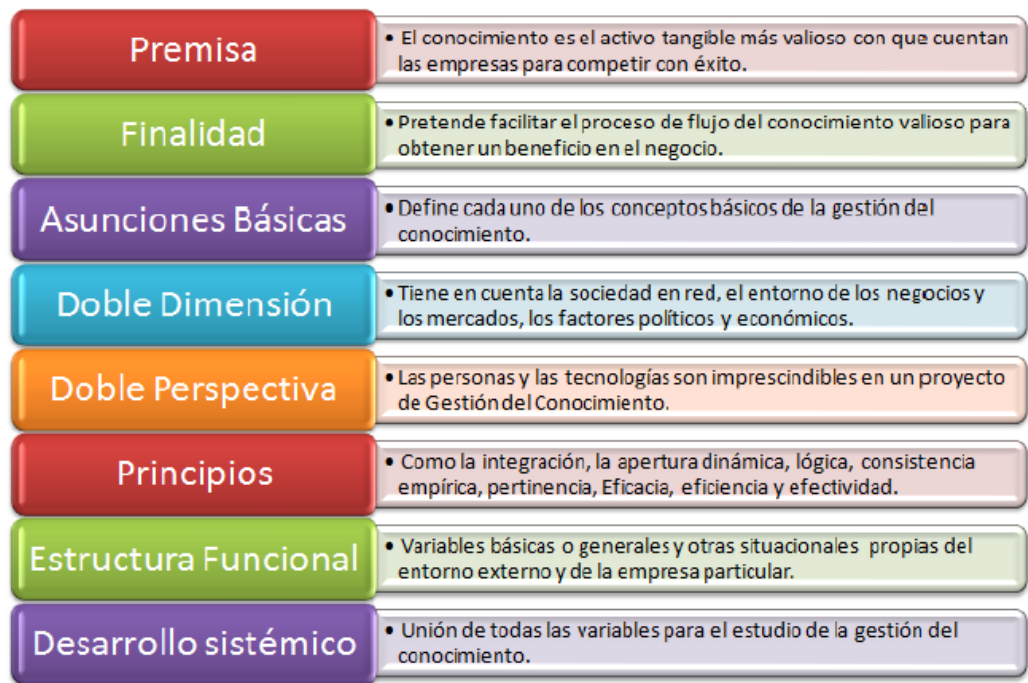 Premisa
• El conocimiento es el activo tangible más valioso con que cuentan
las empresas para competir con éxito.
Finalidad
• Pretende facilitar el proceso de flujo del conocimiento valioso para
obtener un beneficio en el negocio.
Asunciones Básicas
• Define cada uno de los conceptos básicos de la gestión del
conocimiento.
Doble Dimensión
• Tiene en cuenta la sociedad en red, el entorno de los negocios y
los mercados, los factores políticos y económicos.
Doble Perspectiva
• Las personas y las tecnologías son imprescindibles en un proyecto
de Gestión del Conocimiento.
Principios
• Como la integración, la apertura dinámica, lógica, consistencia
empírica, pertinencia, Eficacia, eficiencia y efectividad.
Estructura Funcional
• Variables básicas o generales y otras situacionales propias del
entorno externo y de la empresa particular.
Desarrollo sistémico
• Unión de todas las variables para el estudio de la gestión del
conocimiento.